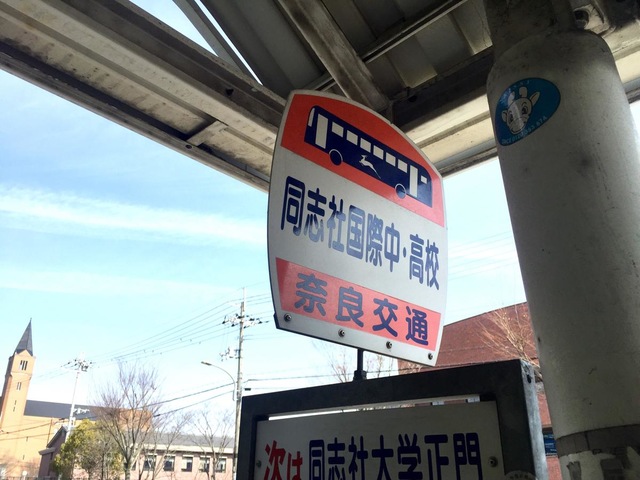 同志社国際中・高校
奈良交通
次は同志社大学正門